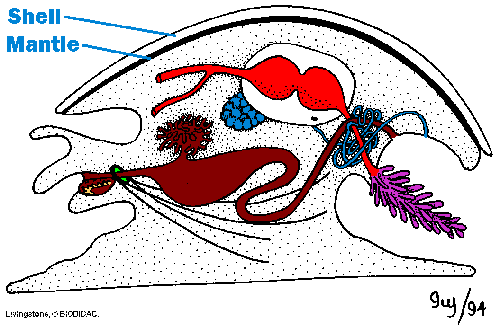 Shell
Mantle
Livingstone, © BIODIDAC.
guy/94